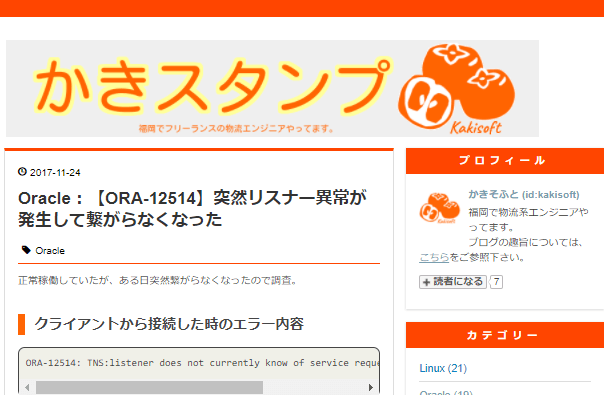 かきスタンプ
福岡でフリーランスの物流エンジニアやってます。
Kakisoft
2017-11-24
Oracle：【ORA-12514】突然リスナー異常が
発生して繋がらなくなった
Oracle
正常稼働していたが、ある日突然繋がらなくなったので調査。
クライアントから接続した時のエラー内容
ORA-12514: TNS:listener does not currently know of service reque
プロフィール
かきそふと (id:kakisoft)
福岡で物流系エンジニアや
ってます。
ブログの趣旨については、
こちらをご参照下さい。
読者になる 7
カテゴリー
Linux (21)
Oracle (19)